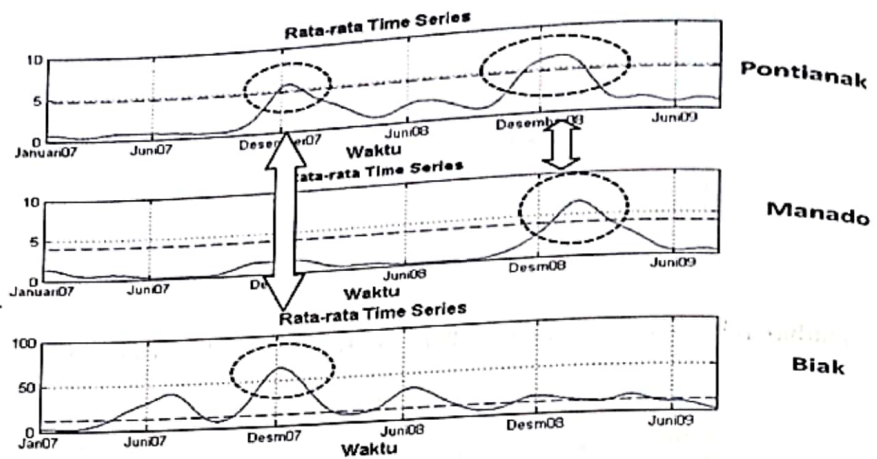 Rata-rata Time Series
10
5
0
Januari07 Juni07 Desember07 Juni08 Desember08 Juni09
Waktu
Pontianak
Rata-rata Time Series
10
5
0
Januari07 Juni07 De Juni08 Desm08 Juni09
Waktu
Manado
Rata-rata Time Series
100
50
0
Jan07 Juni07 Desm07 Juni08 Desm08 Juni09
Waktu
Biak